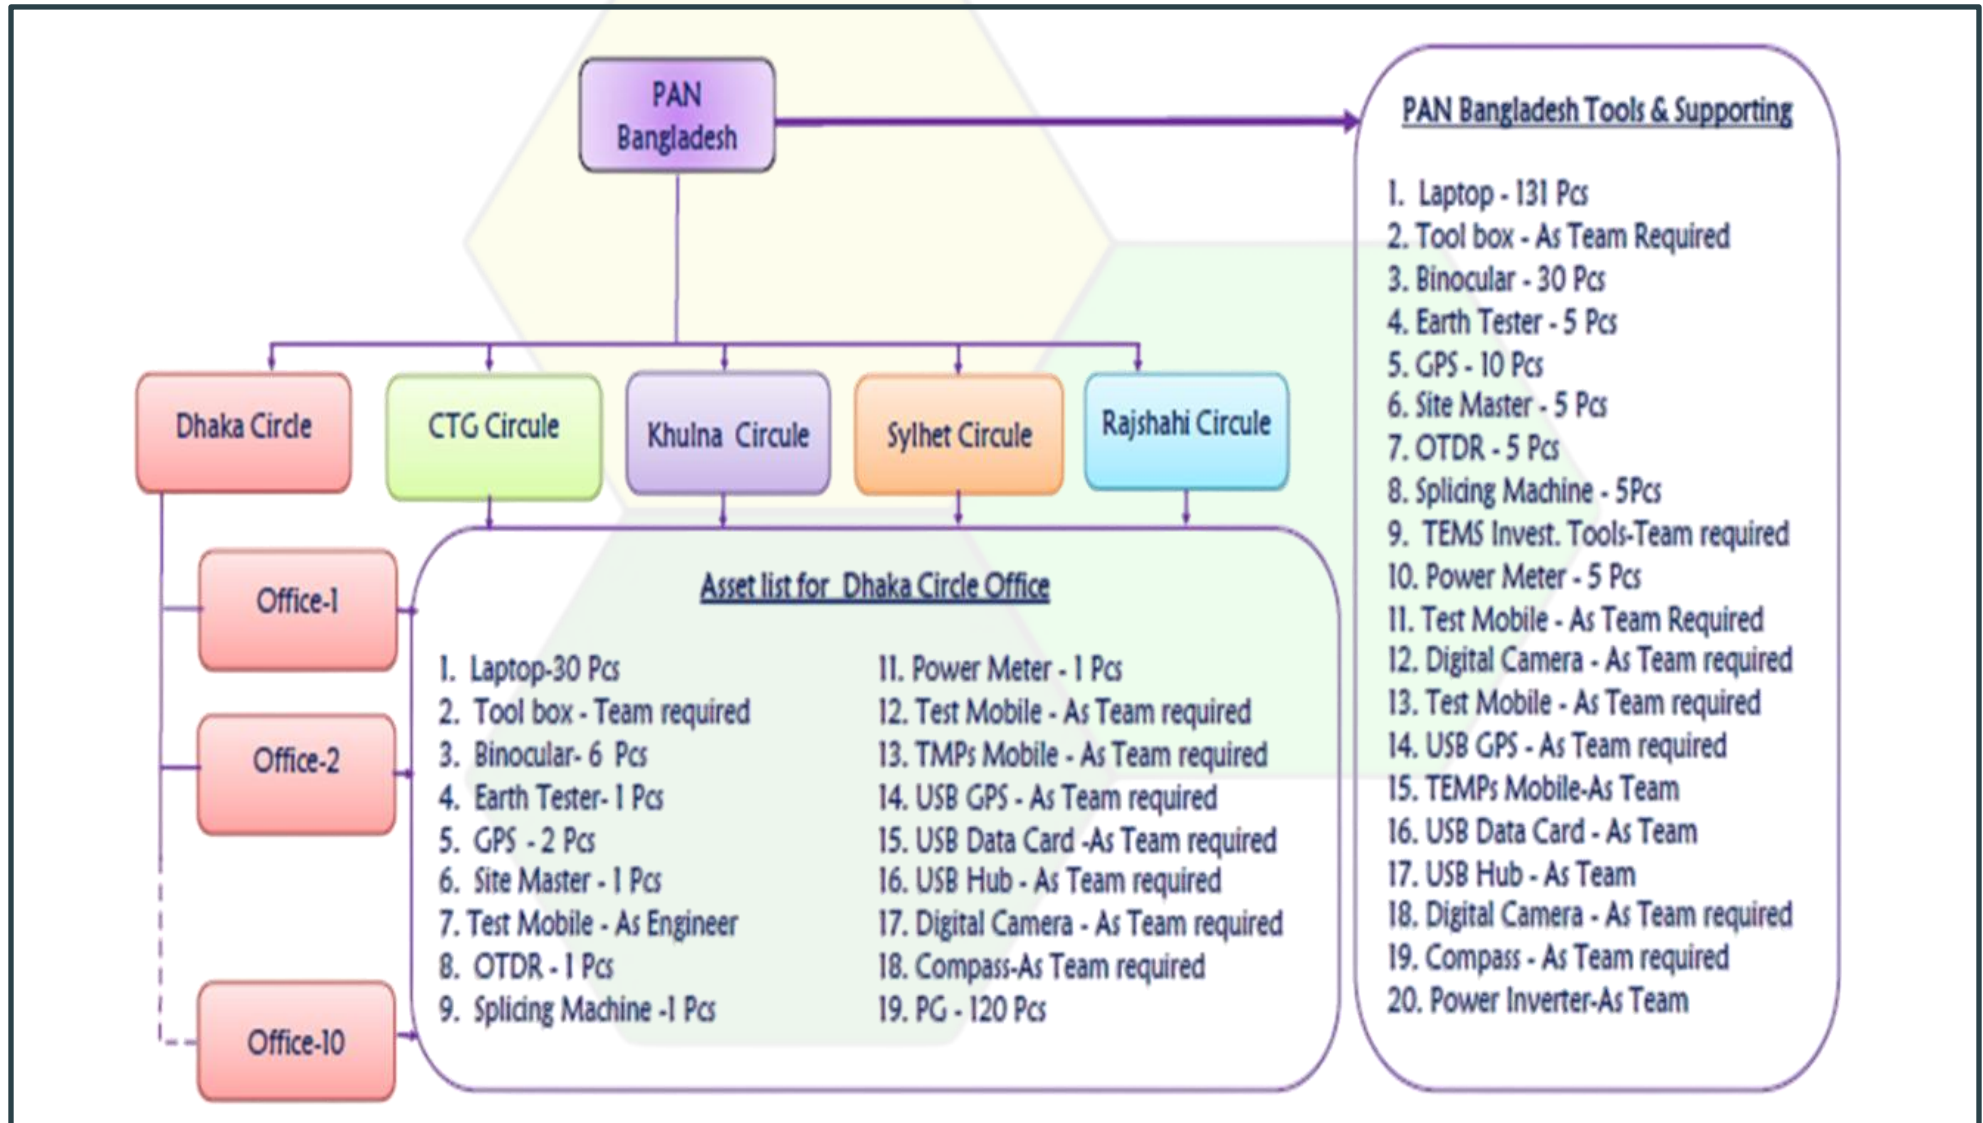 PAN
Bangladesh
Dhaka Circle
CTG Circule
Khulna Circule
Sylhet Circule
Rajshahi Circule
Office-1
Office-2
Office-10
Asset list for Dhaka Circle Office
1. Laptop-30 Pcs
2. Tool box - Team required
3. Binocular- 6 Pcs
4. Earth Tester- 1 Pcs
5. GPS - 2 Pcs
6. Site Master - 1 Pcs
7. Test Mobile - As Engineer
8. OTDR - 1 Pcs
9. Splicing Machine -1 Pcs
11. Power Meter - 1 Pcs
12. Test Mobile - As Team required
13. TMPs Mobile - As Team required
14. USB GPS - As Team required
15. USB Data Card -As Team required
16. USB Hub - As Team required
17. Digital Camera - As Team required
18. Compass-As Team required
19. PG - 120 Pcs
PAN Bangladesh Tools & Supporting
1. Laptop - 131 Pcs
2. Tool box - As Team Required
3. Binocular - 30 Pcs
4. Earth Tester - 5 Pcs
5. GPS - 10 Pcs
6. Site Master - 5 Pcs
7. OTDR - 5 Pcs
8. Splicing Machine - 5Pcs
9. TEMS Invest. Tools-Team required
10. Power Meter - 5 Pcs
11. Test Mobile - As Team Required
12. Digital Camera - As Team required
13. Test Mobile - As Team required
14. USB GPS - As Team required
15. TEMPs Mobile-As Team
16. USB Data Card - As Team
17. USB Hub - As Team
18. Digital Camera - As Team required
19. Compass - As Team required
20. Power Inverter-As Team